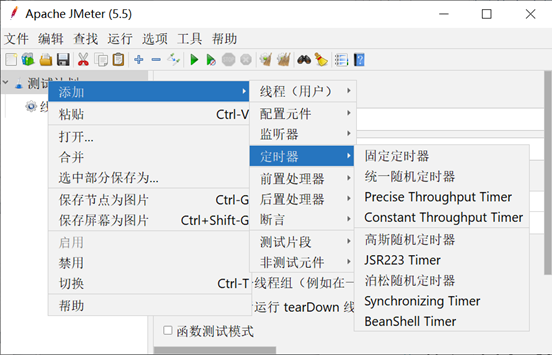 Apache JMeter (5.5)
文件 编辑 查找 运行 选项 工具 帮助
测试计划
线
添加
粘贴 Ctrl-V
打开...
合并
选中部分保存为...
保存节点为图片 Ctrl-G
保存屏幕为图片 Ctrl+Shift-G
启用
禁用
切换 Ctrl-T
帮助
线程（用户）
配置元件
监听器
定时器
前置处理器
后置处理器
断言
测试片段
非测试元件
固定定时器
统一随机定时器
Precise Throughput Timer
Constant Throughput Timer
高斯随机定时器
JSR223 Timer
泊松随机定时器
Synchronizing Timer
BeanShell Timer
线程组（例如在一
运行 tearDown 线
函数测试模式